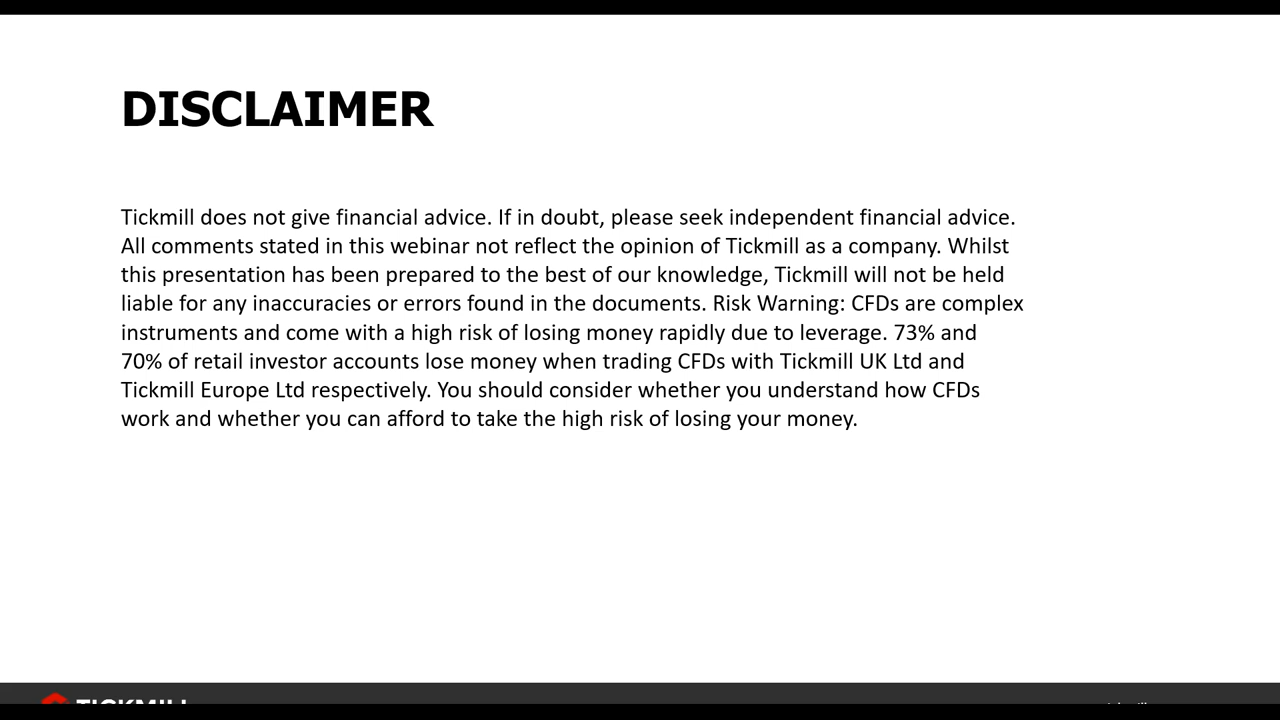 DISCLAIMER
Tickmill does not give financial advice. If in doubt, please seek independent financial advice.
All comments stated in this webinar not reflect the opinion of Tickmill as a company. Whilst
this presentation has been prepared to the best of our knowledge, Tickmill will not be held
liable for any inaccuracies or errors found in the documents. Risk Warning: CFDs are complex
instruments and come with a high risk of losing money rapidly due to leverage. 73% and
70% of retail investor accounts lose money when trading CFDs with Tickmill UK Ltd and
Tickmill Europe Ltd respectively. You should consider whether you understand how CFDs
work and whether you can afford to take the high risk of losing your money.
TICKMILL